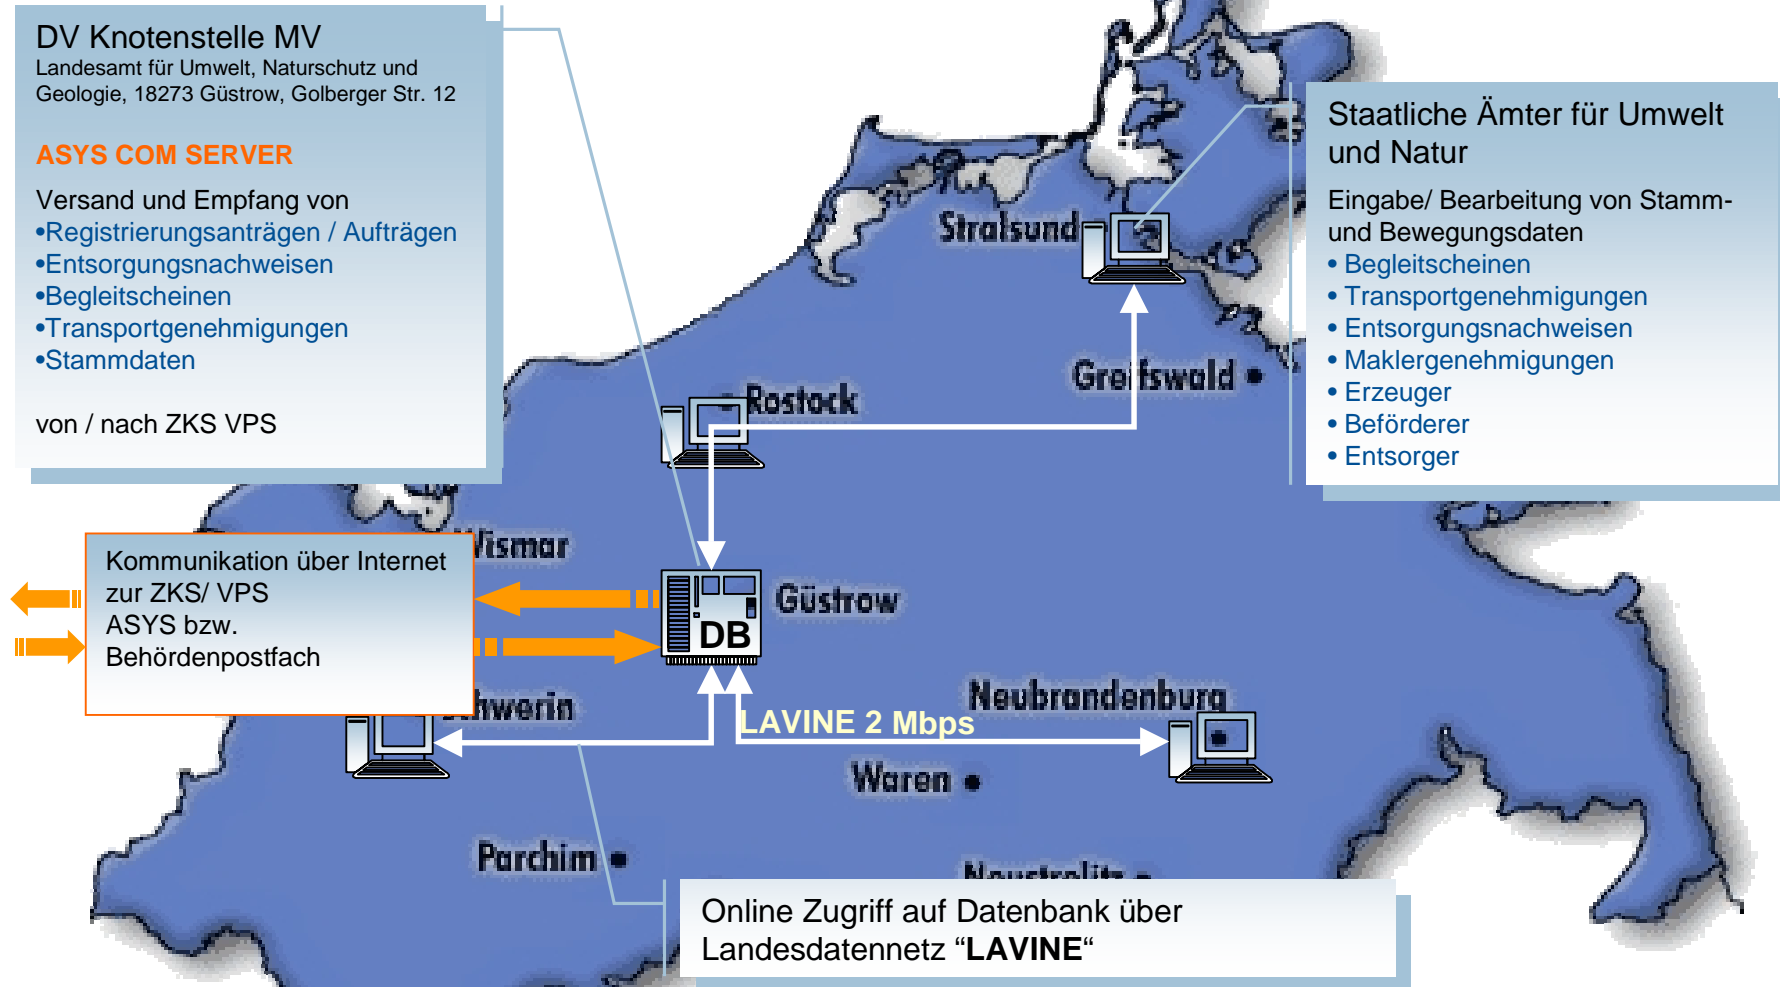 DV Knotenstelle MV
Landesamt für Umwelt, Naturschutz und
Geologie, 18273 Güstrow, Golberger Str. 12
ASYS COM SERVER
Versand und Empfang von
•Registrierungsanträgen / Aufträgen
•Entsorgungsnachweisen
•Begleitscheinen
•Transportgenehmigungen
•Stammdaten
von / nach ZKS VPS
Staatliche Ämter für Umwelt
und Natur
Eingabe/ Bearbeitung von Stamm-
und Bewegungsdaten
• Begleitscheinen
• Transportgenehmigungen
• Entsorgungsnachweisen
• Maklergenehmigungen
• Erzeuger
• Beförderer
• Entsorger
Stralsund
Greifswald
Rostock
Wismar
Kommunikation über Internet
zur ZKS/ VPS
ASYS bzw.
Behördenpostfach
Güstrow
DB
Schwerin
Neubrandenburg
LAVINE 2 Mbps
Waren
Parchim
Neustrelitz
Online Zugriff auf Datenbank über
Landesdatennetz “LAVINE“